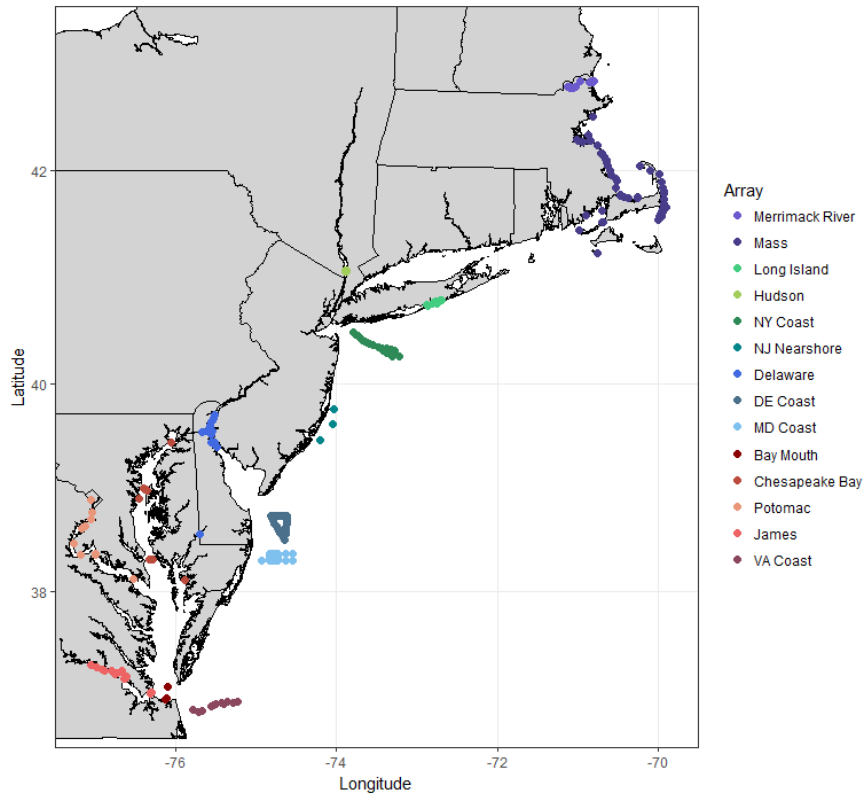 Latitude
42
40
38
-76
-74
-72
-70
Longitude
Array
Merrimack River
Mass
Long Island
Hudson
NY Coast
NJ Nearshore
Delaware
DE Coast
MD Coast
Bay Mouth
Chesapeake Bay
Potomac
James
VA Coast